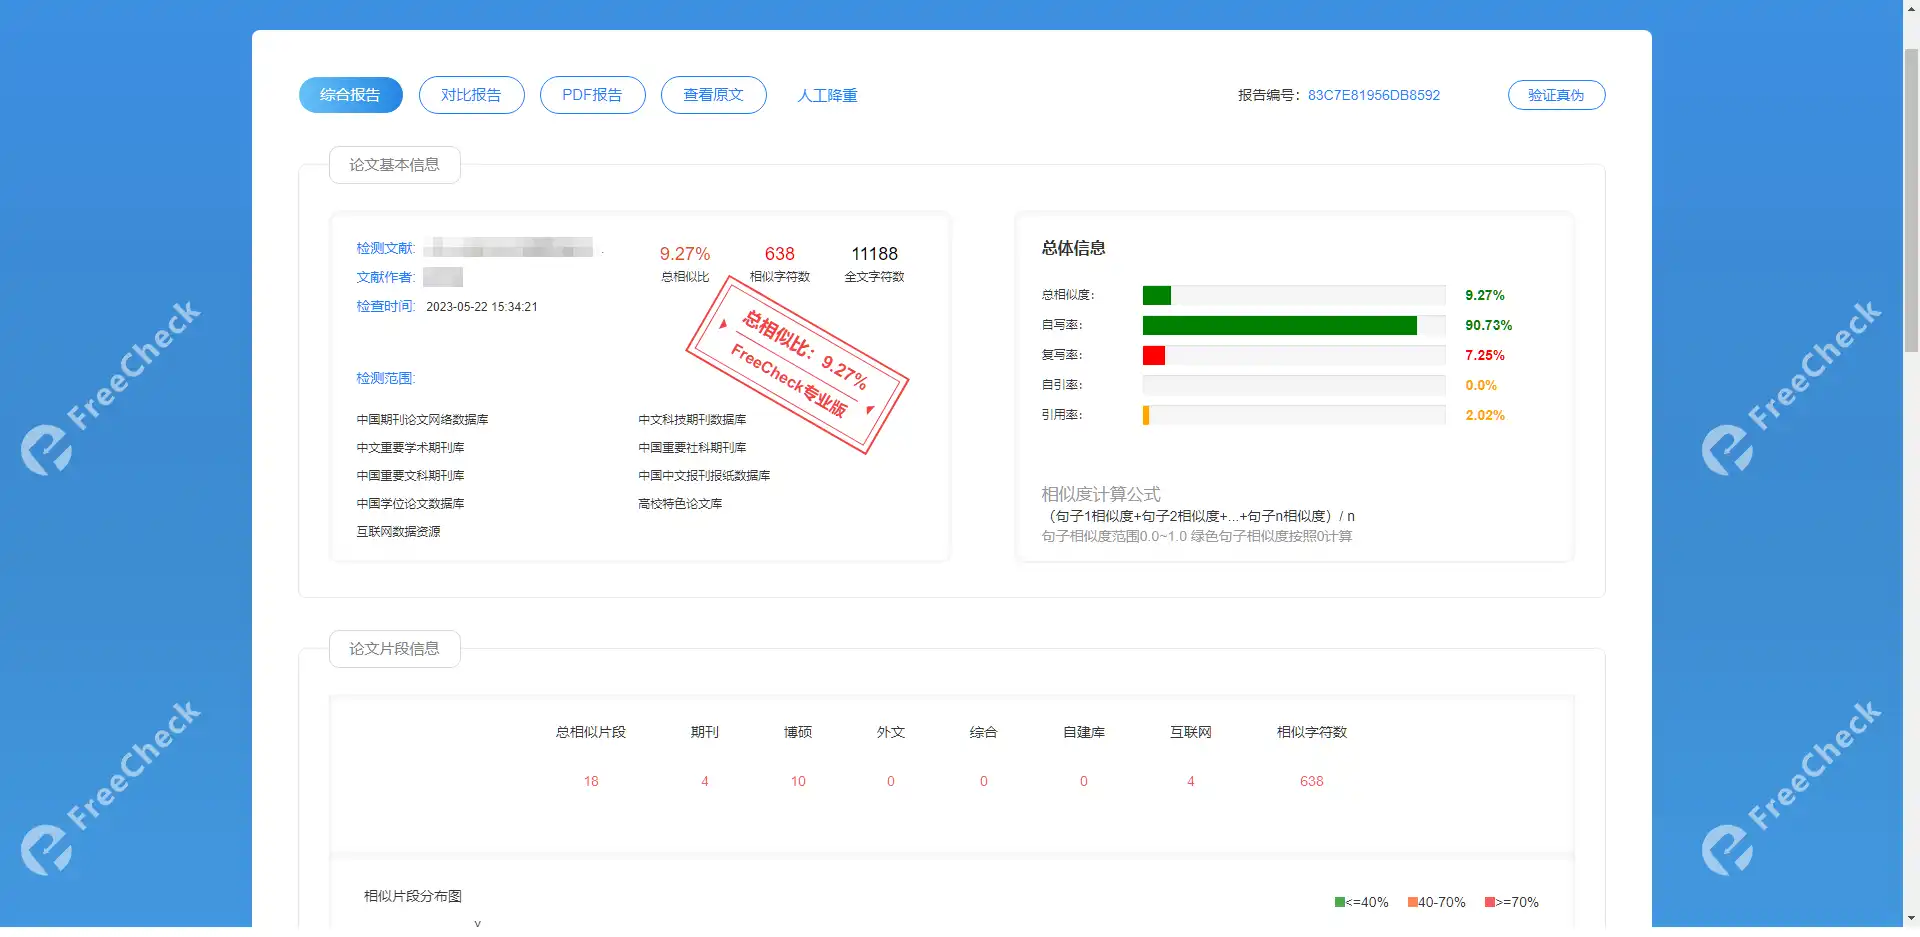 综合报告 对比报告 PDF报告 查看原文 人工降重 报告编号：83C7E81956DB8592 验证真伪
论文基本信息
检测文献:
文献作者:
检查时间: 2023-05-22 15:34:21
9.27% 638 11188
总相似比 相似字符数 全文字符数
总相似比：9.27%
FreeCheck专业版
检测范围:
中国期刊论文网络数据库 中文科技期刊数据库
中文重要学术期刊库 中国重要社科期刊库
中国重要文科期刊库 中国中文报刊报纸数据库
中国学位论文数据库 高校特色论文库
互联网数据资源
总体信息
总相似度: 9.27%
自写率: 90.73%
复写率: 7.25%
自引率: 0.0%
引用率: 2.02%
相似度计算公式
（句子1相似度+句子2相似度+...+句子n相似度）/ n
句子相似度范围0.0~1.0 绿色句子相似度按照0计算
论文片段信息
总相似片段 期刊 博硕 外文 综合 自建库 互联网 相似字符数
18 4 10 0 0 0 4 638
相似片段分布图
<=40% 40-70% >=70%
Y
FreeCheck
FreeCheck
FreeCheck
FreeCheck